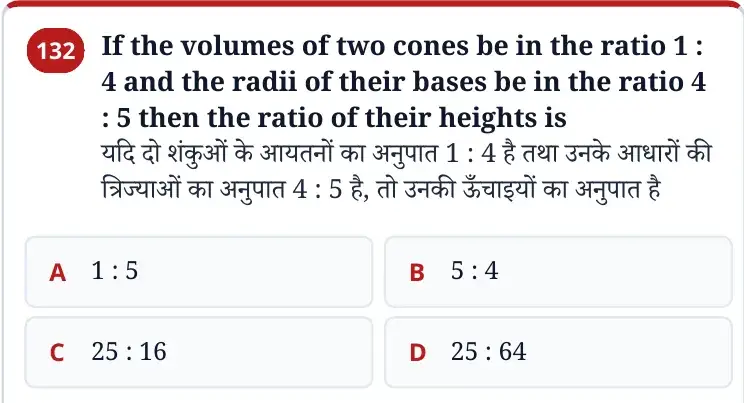 132 If the volumes of two cones be in the ratio 1 :
4 and the radii of their bases be in the ratio 4
: 5 then the ratio of their heights is
यदि दो शंकुओं के आयतनों का अनुपात 1 : 4 है तथा उनके आधारों की
त्रिज्याओं का अनुपात 4 : 5 है, तो उनकी ऊँचाइयों का अनुपात है
A 1 : 5
B 5 : 4
C 25 : 16
D 25 : 64